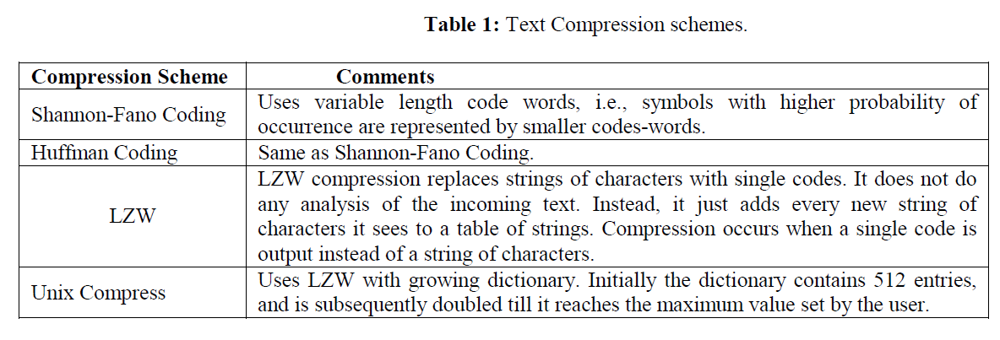 Table 1: Text Compression schemes.
Compression Scheme Comments
Shannon-Fano Coding
Uses variable length code words, i.e., symbols with higher probability of
occurrence are represented by smaller codes-words.
Huffman Coding
Same as Shannon-Fano Coding.
LZW
LZW compression replaces strings of characters with single codes. It does not do
any analysis of the incoming text. Instead, it just adds every new string of
characters it sees to a table of strings. Compression occurs when a single code is
output instead of a string of characters.
Unix Compress
Uses LZW with growing dictionary. Initially the dictionary contains 512 entries,
and is subsequently doubled till it reaches the maximum value set by the user.